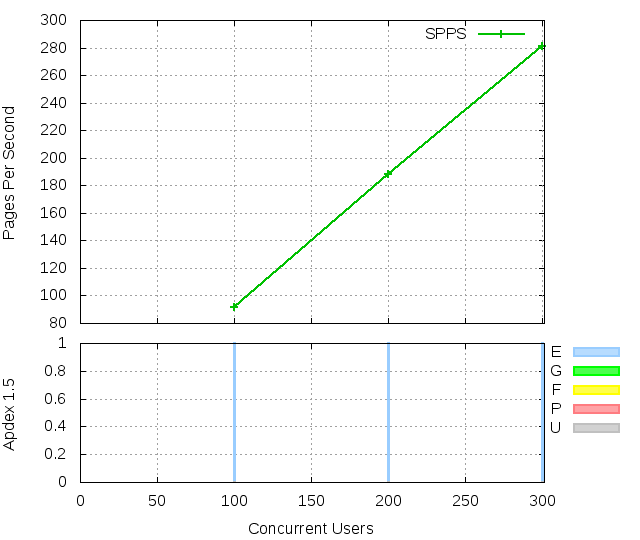 SPPS
300
280
260
240
220
200
180
160
140
120
100
80
Pages Per Second
1
0.8
0.6
0.4
0.2
0
Apdex 1.5
E
G
F
P
U
0 50 100 150 200 250 300
Concurrent Users